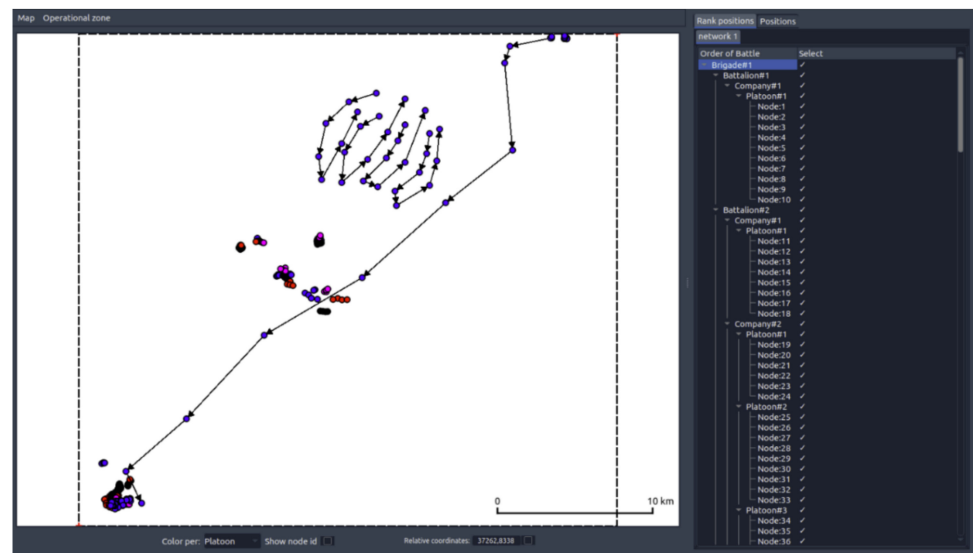 Map Operational zone
Rank positions Positions
network 1
Order of Battle Select
Brigade#1 ✓
Battalion#1 ✓
Company#1 ✓
Platoon#1 ✓
Node:1 ✓
Node:2 ✓
Node:3 ✓
Node:4 ✓
Node:5 ✓
Node:6 ✓
Node:7 ✓
Node:8 ✓
Node:9 ✓
Node:10 ✓
Battalion#2 ✓
Company#1 ✓
Platoon#1 ✓
Node:11 ✓
Node:12 ✓
Node:13 ✓
Node:14 ✓
Node:15 ✓
Node:16 ✓
Node:17 ✓
Node:18 ✓
Company#2 ✓
Platoon#1 ✓
Node:19 ✓
Node:20 ✓
Node:21 ✓
Node:22 ✓
Node:23 ✓
Node:24 ✓
Platoon#2 ✓
Node:25 ✓
Node:26 ✓
Node:27 ✓
Node:28 ✓
Node:29 ✓
Node:30 ✓
Node:31 ✓
Node:32 ✓
Node:33 ✓
Platoon#3 ✓
Node:34 ✓
Node:35 ✓
Node:36 ✓
0 10 km
Color per: Platoon Show node id Relative coordinates: 37262,8338